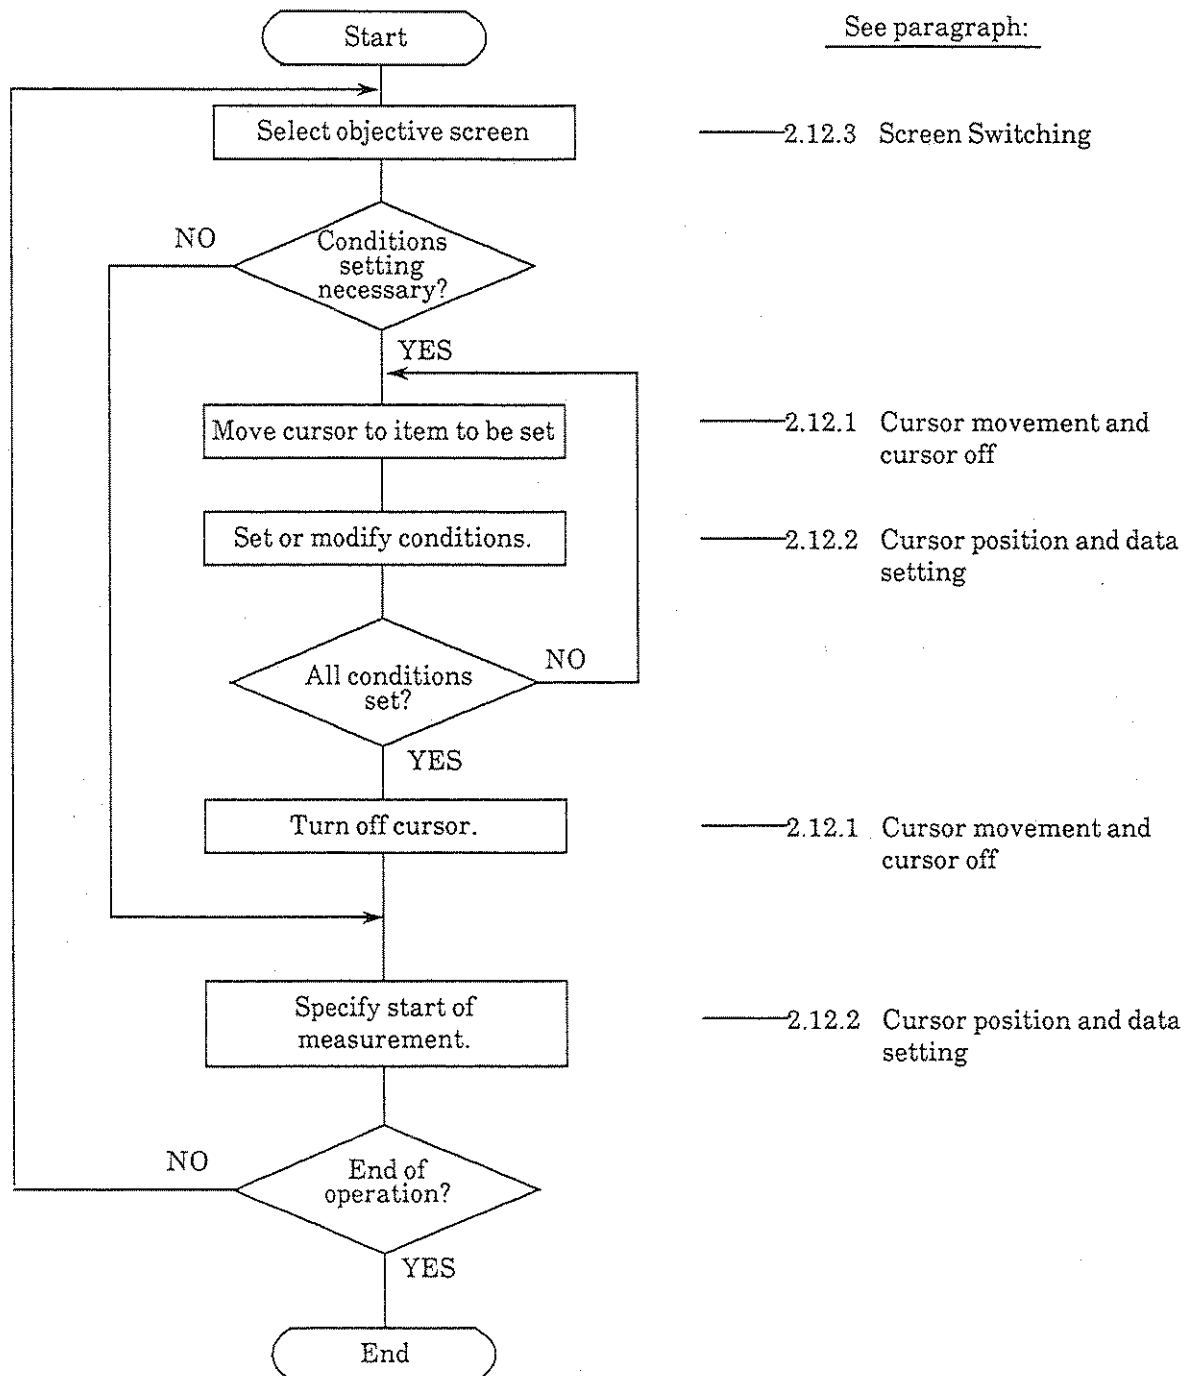 Start
See paragraph:
Select objective screen
2.12.3 Screen Switching
NO
Conditions
setting
necessary?
YES
Move cursor to item to be set
2.12.1 Cursor movement and
cursor off
Set or modify conditions.
2.12.2 Cursor position and data
setting
All conditions
set?
NO
YES
Turn off cursor.
2.12.1 Cursor movement and
cursor off
Specify start of
measurement.
2.12.2 Cursor position and data
setting
NO
End of
operation?
YES
End